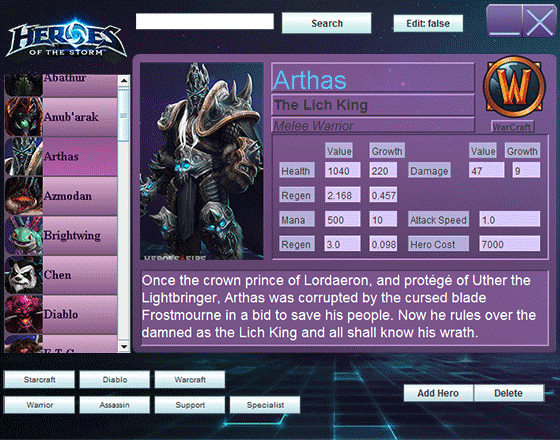 HEROES
OF THE STORM
Search
Edit: false
Abathur
Anub'arak
Arthas
Azmodan
Brightwing
Chen
Diablo
E.T.C.
Arthas
The Lich King
Melee Warrior
WarCraft
Value Growth Value Growth
Health 1040 220 Damage 47 9
Regen 2.168 0.457
Mana 500 10 Attack Speed 1.0
Regen 3.0 0.098 Hero Cost 7000
HEROES FIRE
Once the crown prince of Lordaeron, and protégé of Uther the
Lightbringer, Arthas was corrupted by the cursed blade
Frostmourne in a bid to save his people. Now he rules over the
damned as the Lich King and all shall know his wrath.
Starcraft Diablo Warcraft
Warrior Assassin Support Specialist
Add Hero Delete